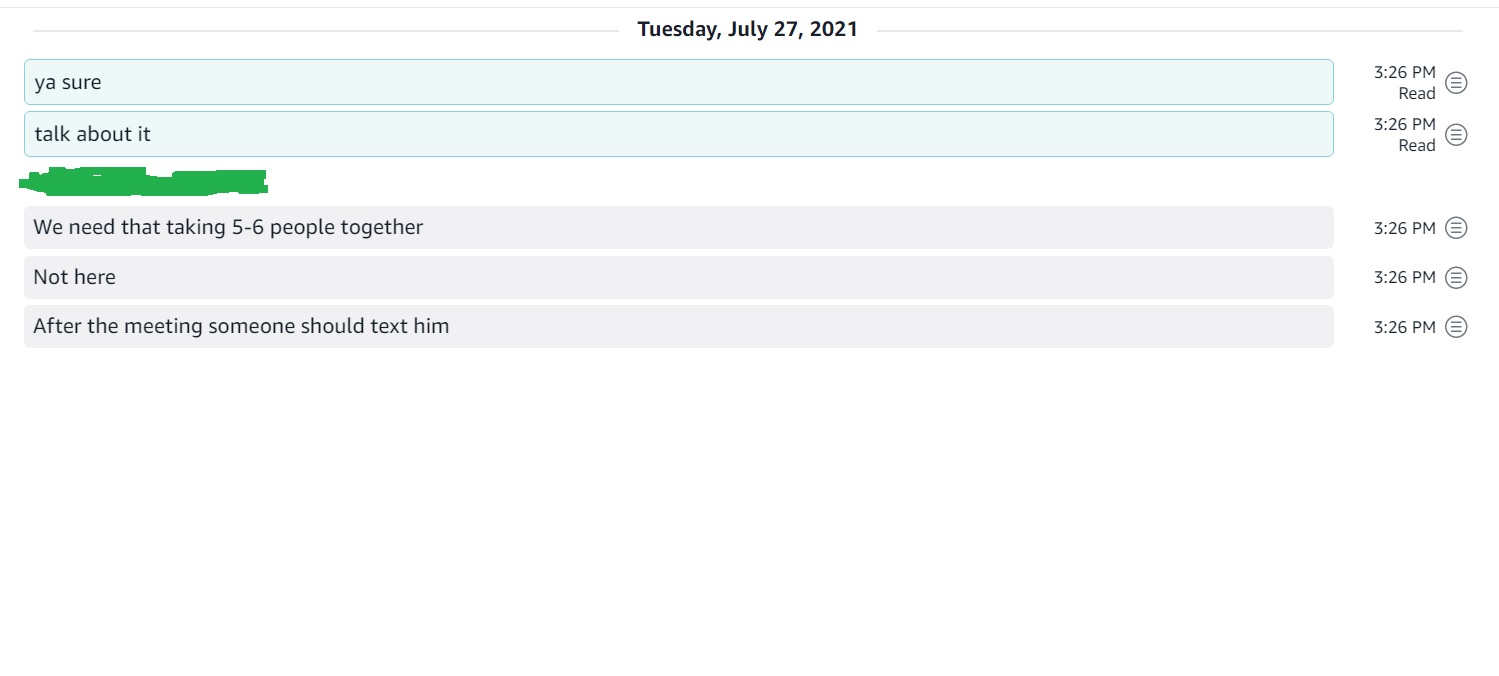 Tuesday, July 27, 2021
ya sure
3:26 PM
Read
talk about it
3:26 PM
Read
We need that taking 5-6 people together
3:26 PM
Not here
3:26 PM
After the meeting someone should text him
3:26 PM